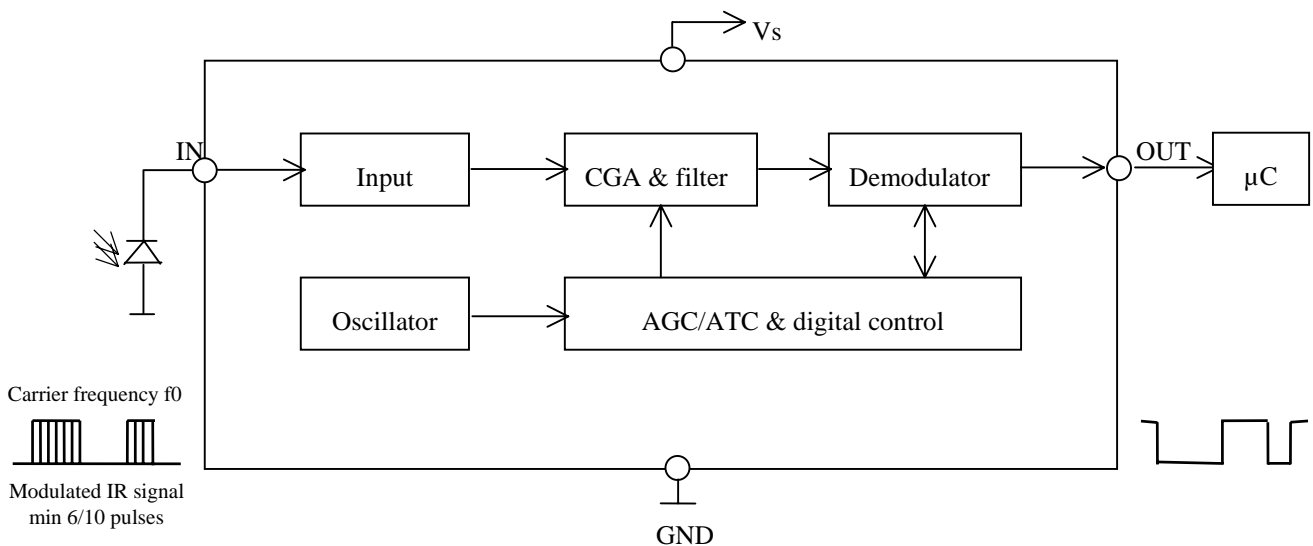 Vs
IN
Input
CGA & filter
Demodulator
OUT
µC
Oscillator
AGC/ATC & digital control
Carrier frequency f0
Modulated IR signal
min 6/10 pulses
GND